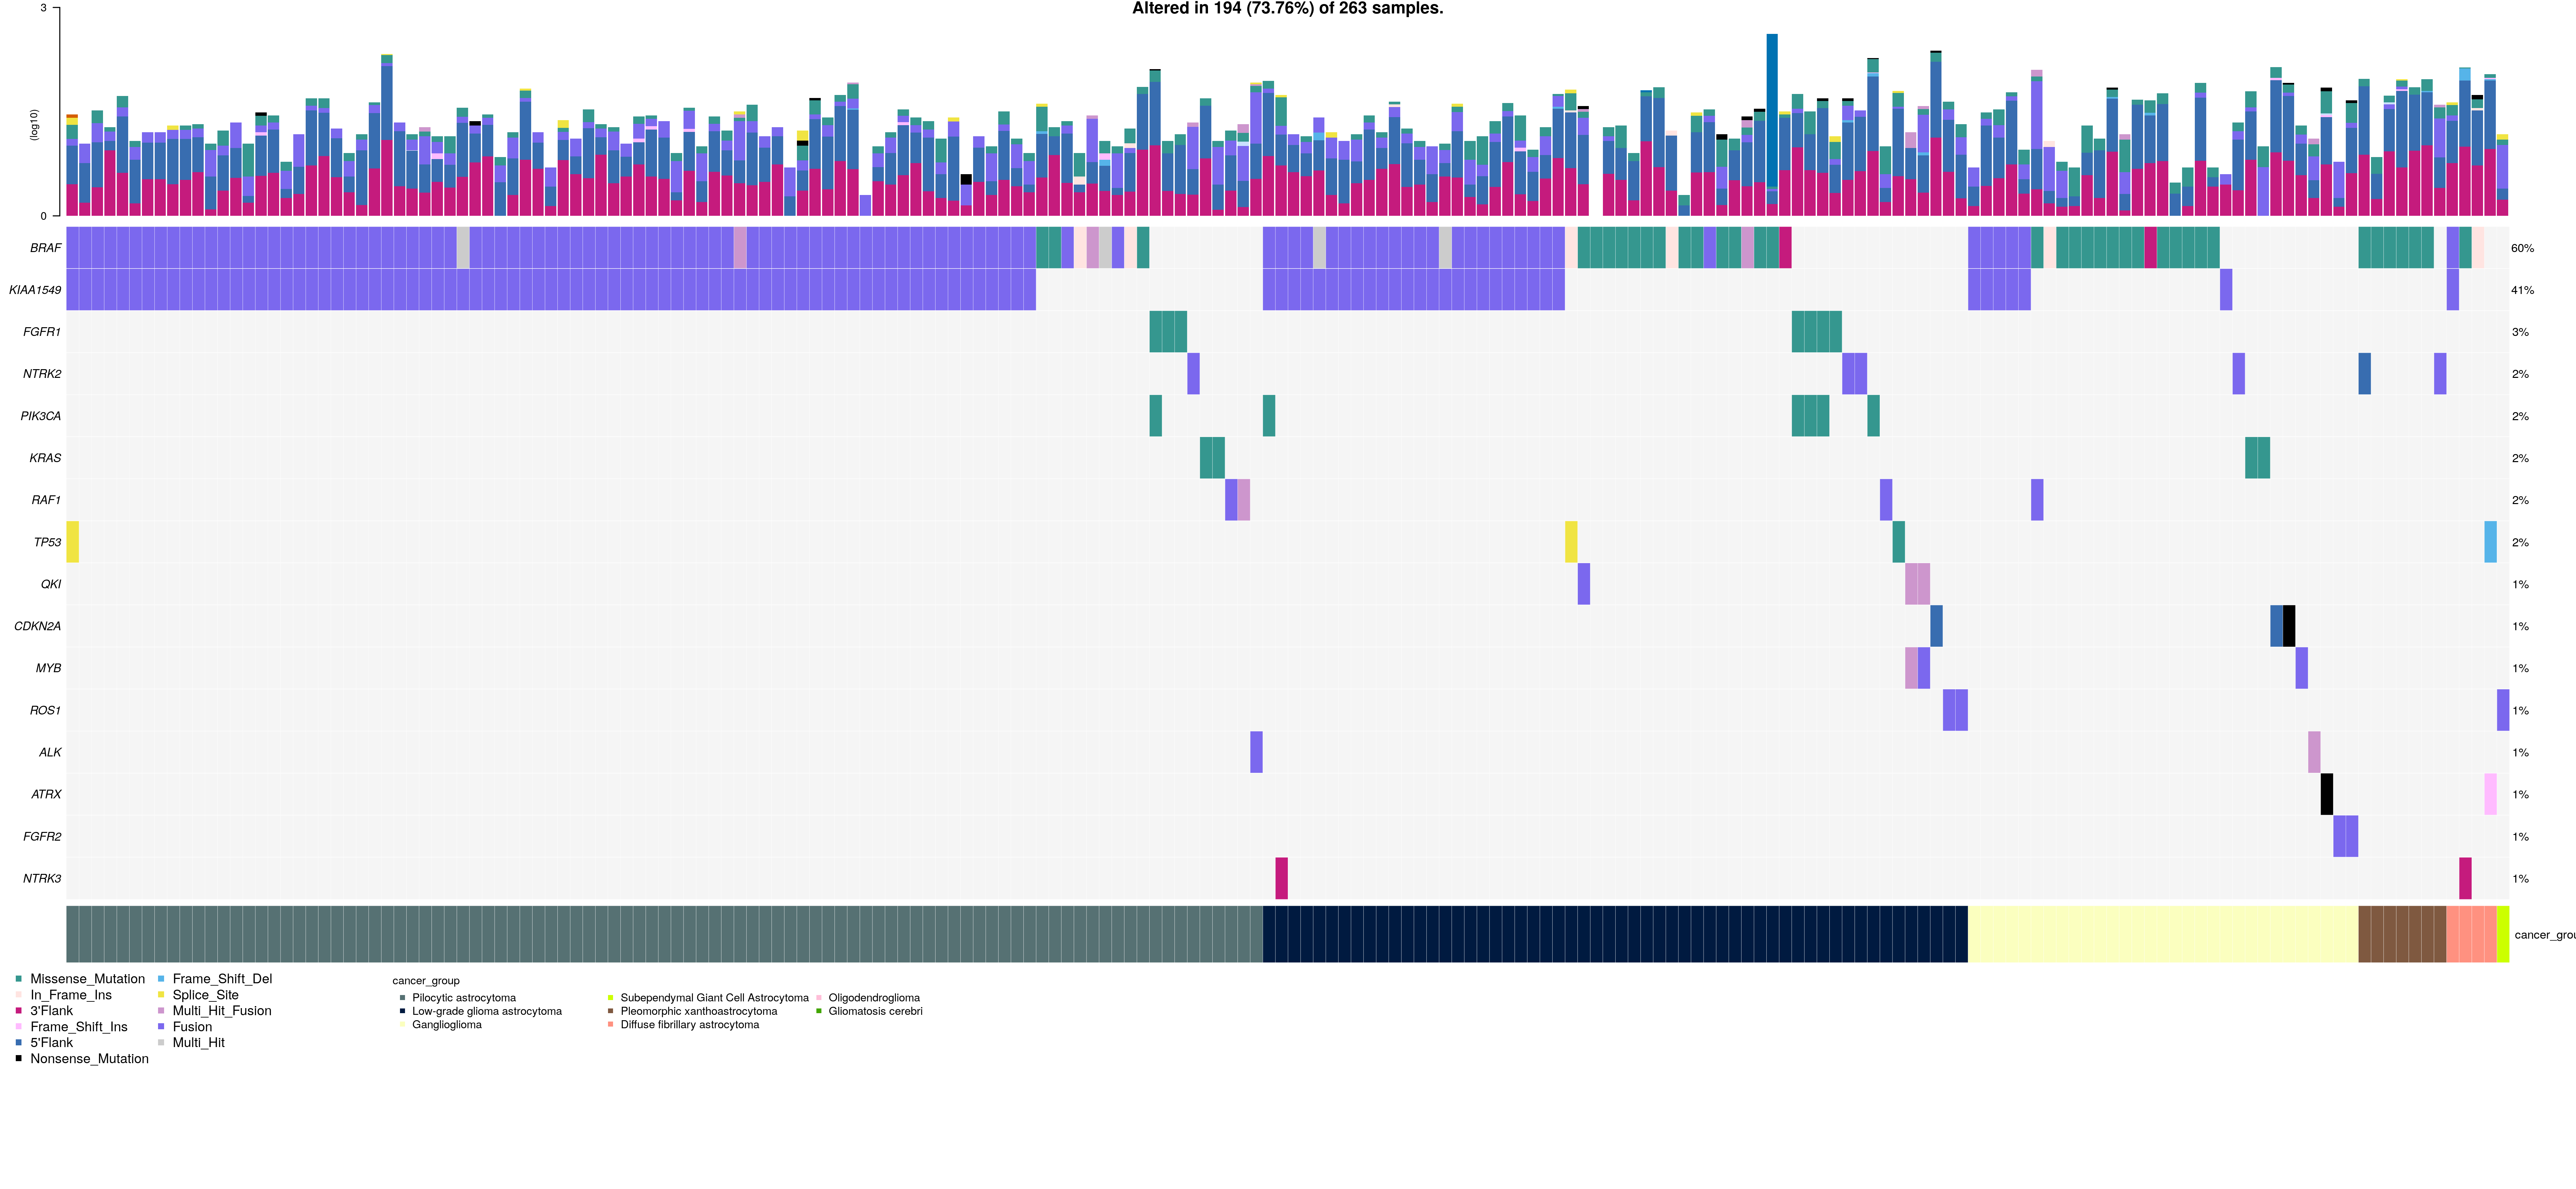 Altered in 194 (73.76%) of 263 samples.
3
(log10)
0
BRAF 60%
KIAA1549 41%
FGFR1 3%
NTRK2 2%
PIK3CA 2%
KRAS 2%
RAF1 2%
TP53 2%
QKI 1%
CDKN2A 1%
MYB 1%
ROS1 1%
ALK 1%
ATRX 1%
FGFR2 1%
NTRK3 1%
cancer_grou
Missense_Mutation
In_Frame_Ins
3'Flank
Frame_Shift_Ins
5'Flank
Nonsense_Mutation
Frame_Shift_Del
Splice_Site
Multi_Hit_Fusion
Fusion
Multi_Hit
cancer_group
Pilocytic astrocytoma
Low-grade glioma astrocytoma
Ganglioglioma
Subependymal Giant Cell Astrocytoma
Pleomorphic xanthoastrocytoma
Diffuse fibrillary astrocytoma
Oligodendroglioma
Gliomatosis cerebri